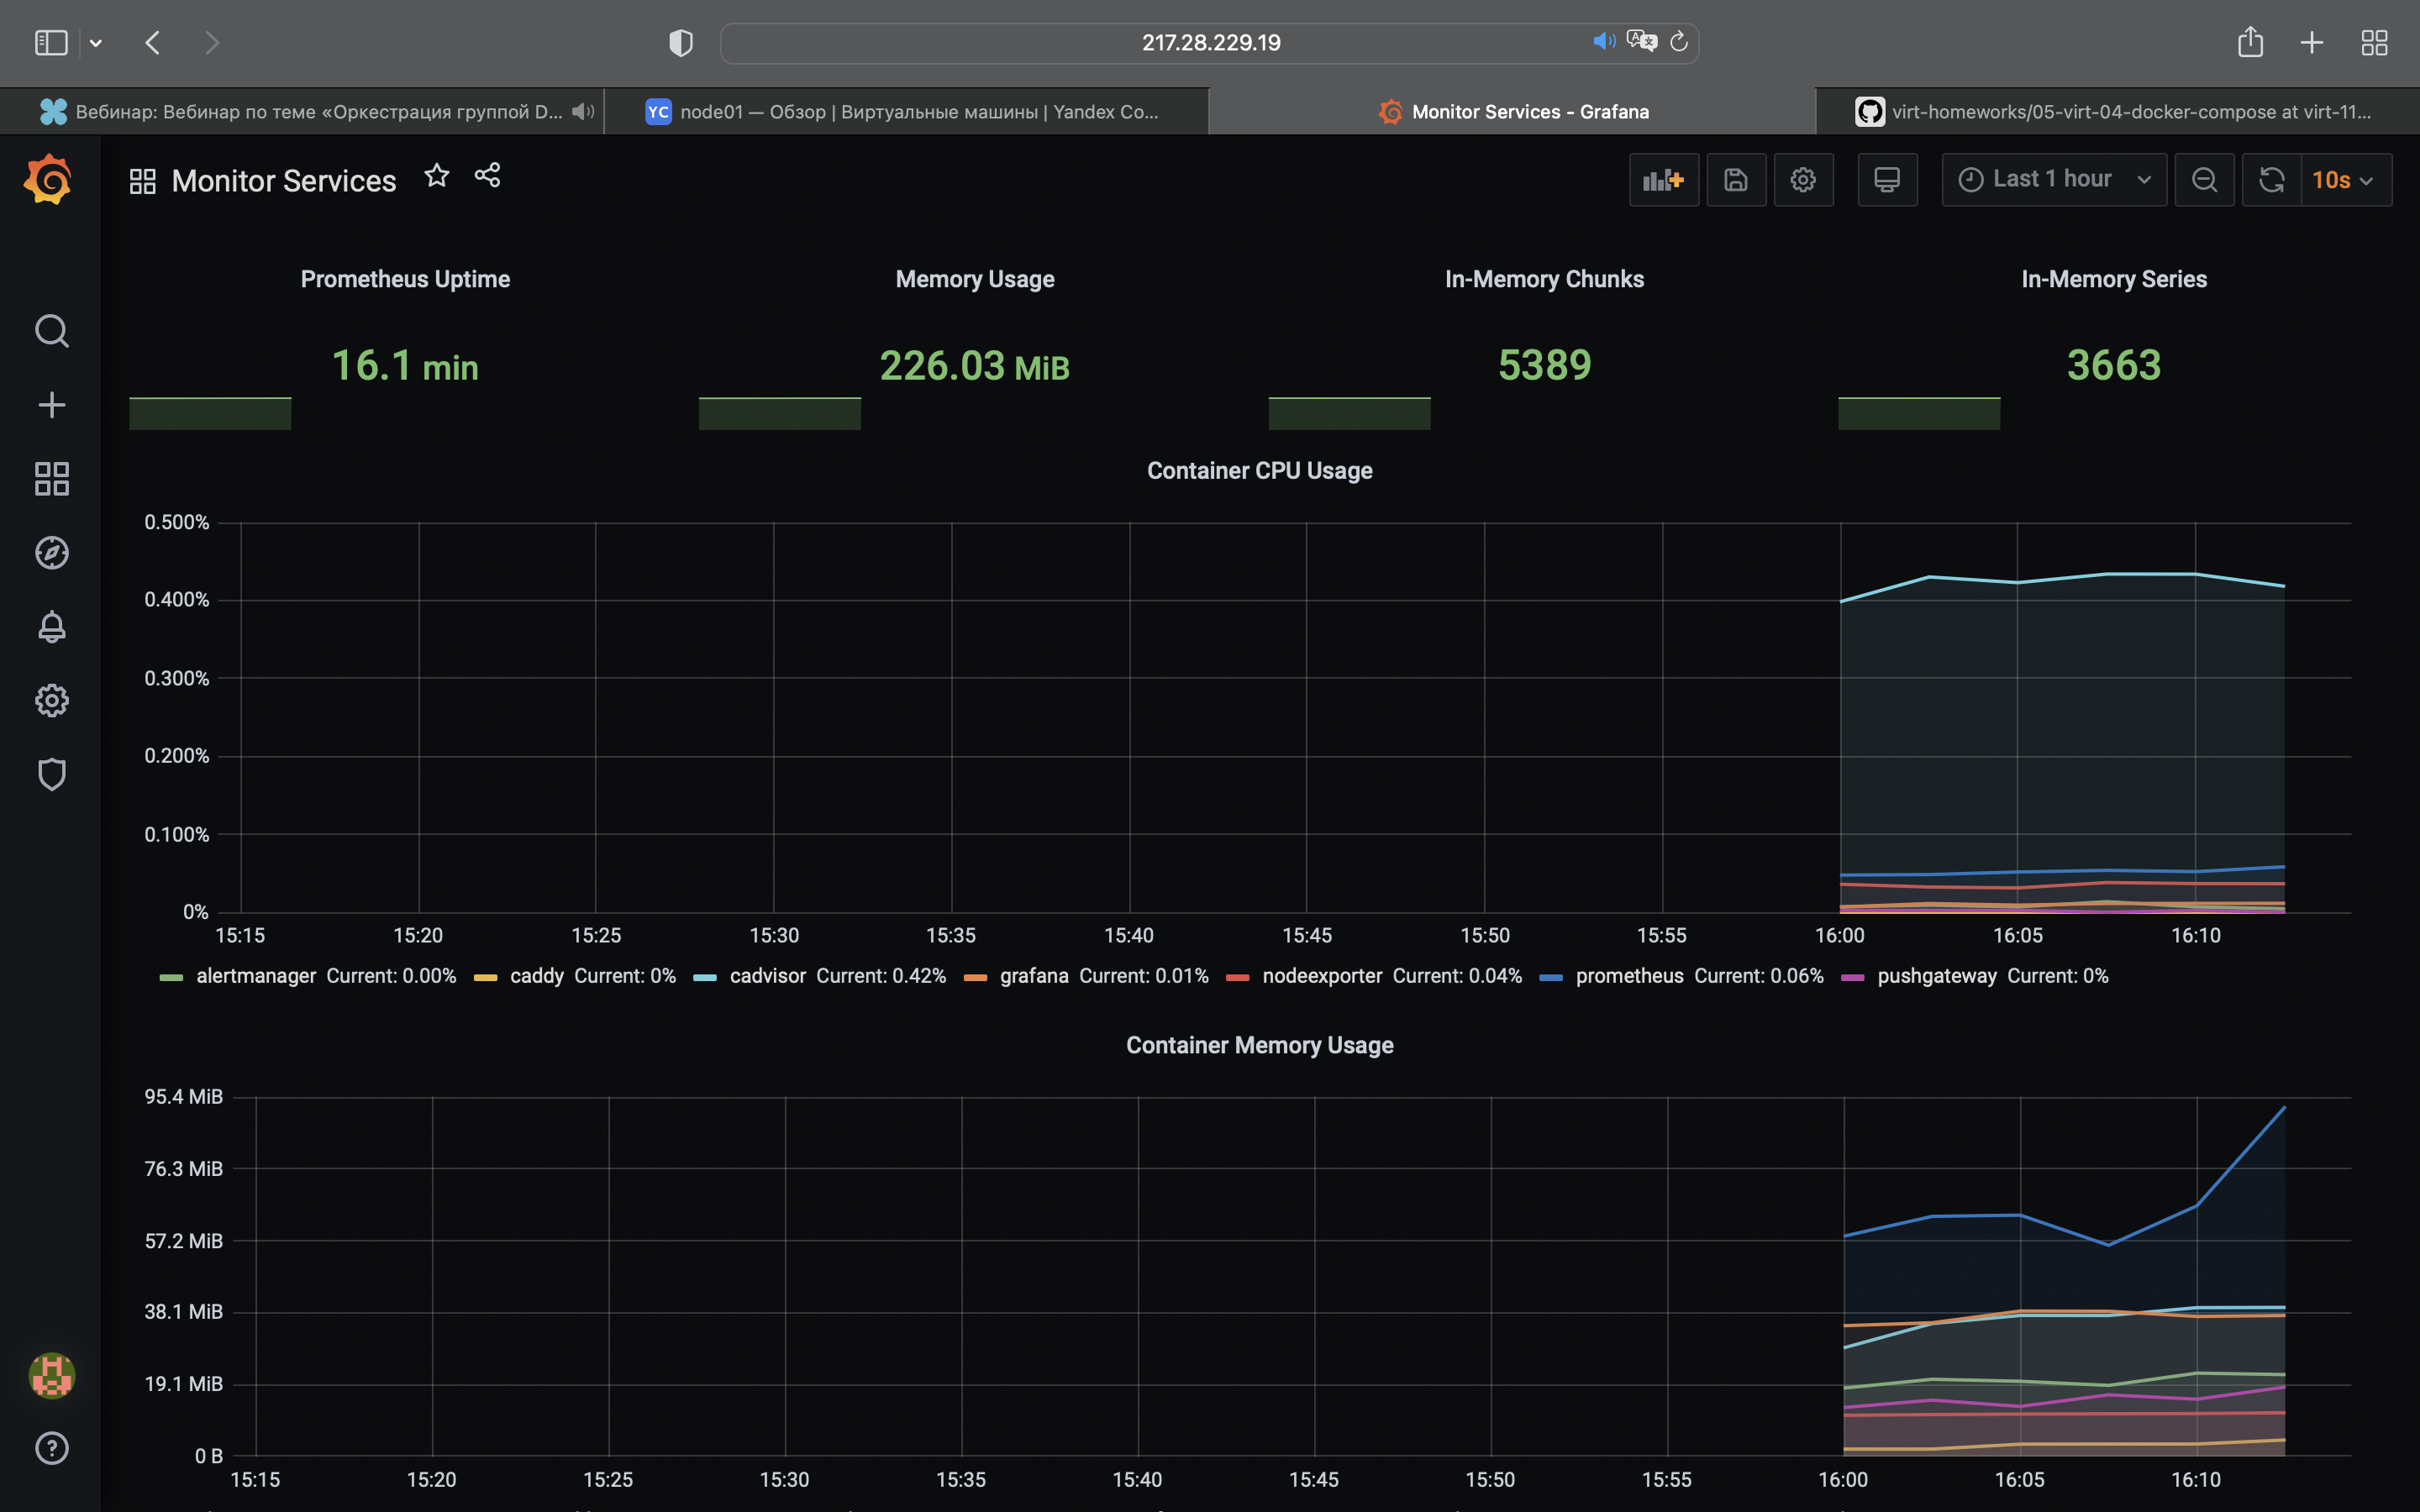 217.28.229.19
Вебинар: Вебинар по теме «Оркестрация группой D...
YC node01 — Обзор | Виртуальные машины | Yandex Co...
Monitor Services - Grafana
virt-homeworks/05-virt-04-docker-compose at virt-11...
Monitor Services
Last 1 hour
10s
Prometheus Uptime
Memory Usage
In-Memory Chunks
In-Memory Series
16.1 min
226.03 MiB
5389
3663
Container CPU Usage
0.500%
0.400%
0.300%
0.200%
0.100%
0%
15:15 15:20 15:25 15:30 15:35 15:40 15:45 15:50 15:55 16:00 16:05 16:10
alertmanager Current: 0.00% caddy Current: 0% cadvisor Current: 0.42% grafana Current: 0.01% nodeexporter Current: 0.04% prometheus Current: 0.06% pushgateway Current: 0%
Container Memory Usage
95.4 MiB
76.3 MiB
57.2 MiB
38.1 MiB
19.1 MiB
0 B
15:15 15:20 15:25 15:30 15:35 15:40 15:45 15:50 15:55 16:00 16:05 16:10